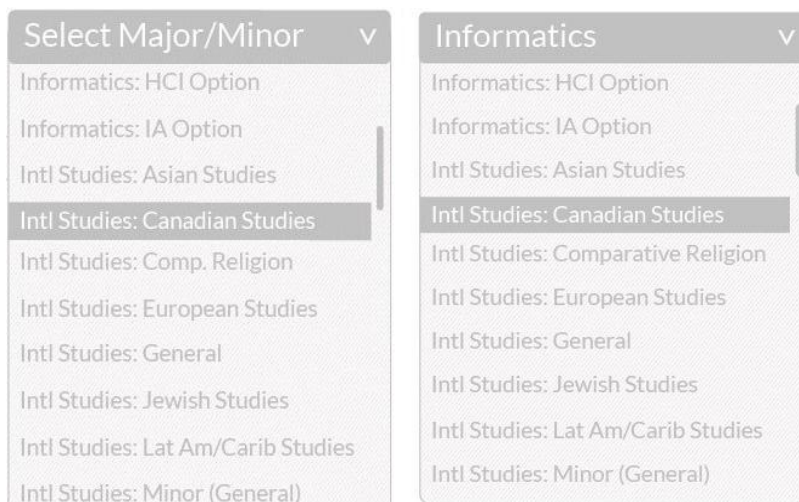 Select Major/Minor v
Informatics: HCI Option
Informatics: IA Option
Intl Studies: Asian Studies
Intl Studies: Canadian Studies
Intl Studies: Comp. Religion
Intl Studies: European Studies
Intl Studies: General
Intl Studies: Jewish Studies
Intl Studies: Lat Am/Carib Studies
Intl Studies: Minor (General)
Informatics v
Informatics: HCI Option
Informatics: IA Option
Intl Studies: Asian Studies
Intl Studies: Canadian Studies
Intl Studies: Comparative Religion
Intl Studies: European Studies
Intl Studies: General
Intl Studies: Jewish Studies
Intl Studies: Lat Am/Carib Studies
Intl Studies: Minor (General)